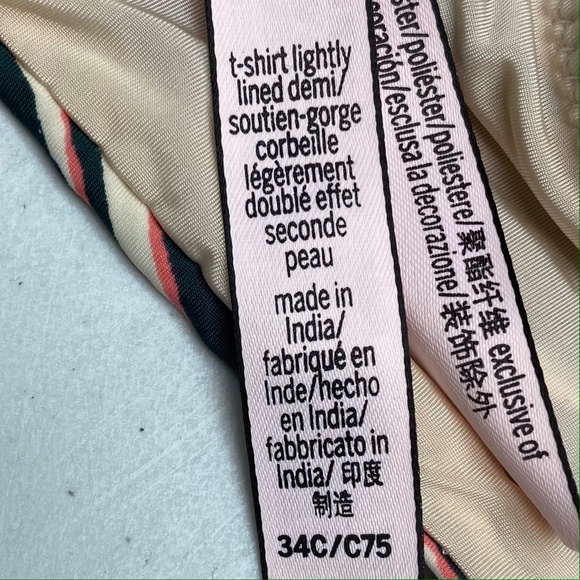 t-shirt lightly
lined demi/
soutien-gorge
corbeille
légèrement
doublé effet
seconde
peau
made in
India/
fabriqué en
Inde/hecho
en India/
fabbricato in
India/ 印度
制造
34C/C75
ster/poliéster/poliestere/ 聚酯纤维 exclusive of
coración/esclusa la decorazione/ 装饰除外